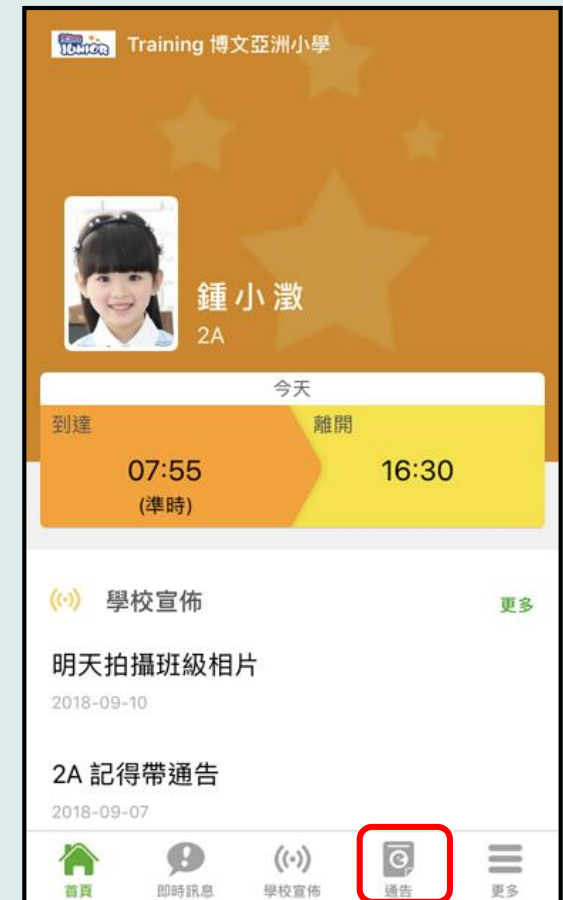 JUNIOR Training 博文亞洲小學
鍾小澂
2A
今天
到達 離開
07:55 16:30
(準時)
學校宣佈 更多
明天拍攝班級相片
2018-09-10
2A 記得帶通告
2018-09-07
首頁 即時訊息 學校宣佈 通告 更多